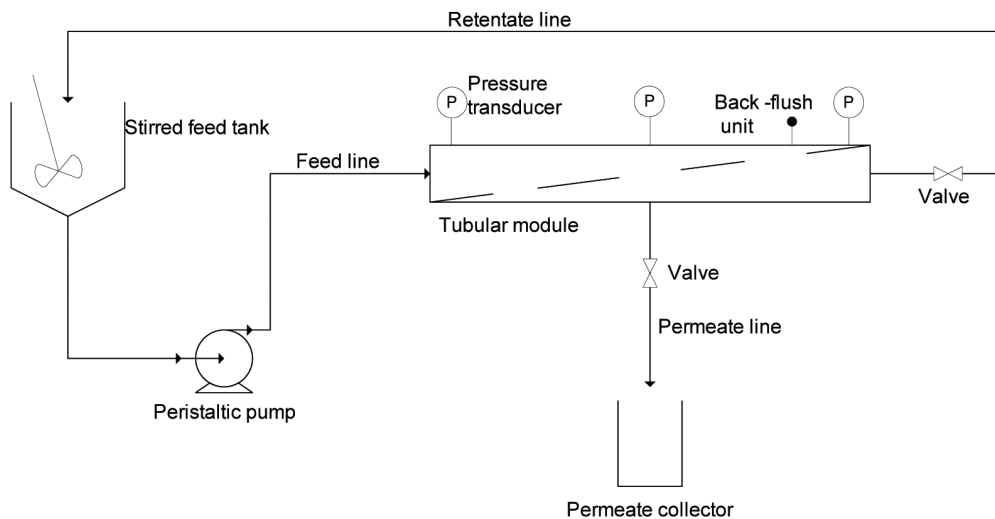 Retentate line
P
Pressure
transducer
P
Back -flush
unit
P
Stirred feed tank
Feed line
Valve
Tubular module
Valve
Permeate line
Peristaltic pump
Permeate collector